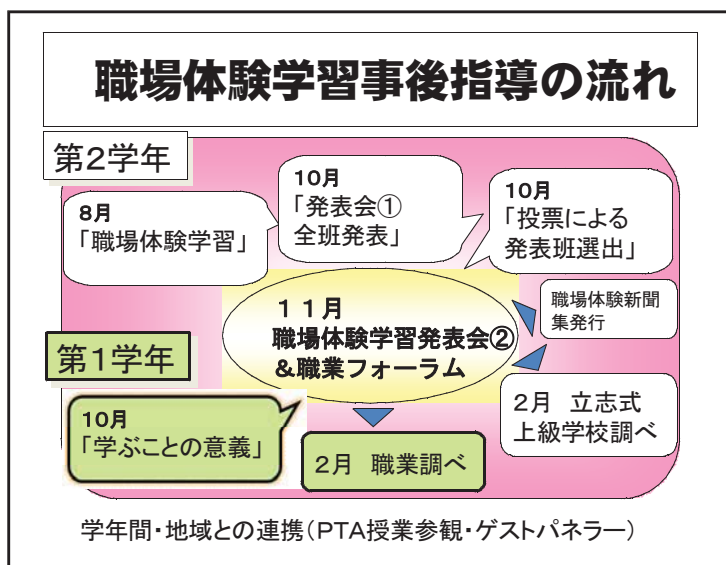 職場体験学習事後指導の流れ
第2学年
8月
「職場体験学習」
10月
「発表会①
全班発表」
10月
「投票による
発表班選出」
11月
職場体験学習発表会②
&職業フォーラム
職場体験新聞
集発行
2月 立志式
上級学校調べ
第1学年
10月
「学ぶことの意義」
2月 職業調べ
学年間・地域との連携(PTA授業参観・ゲストパネラー)